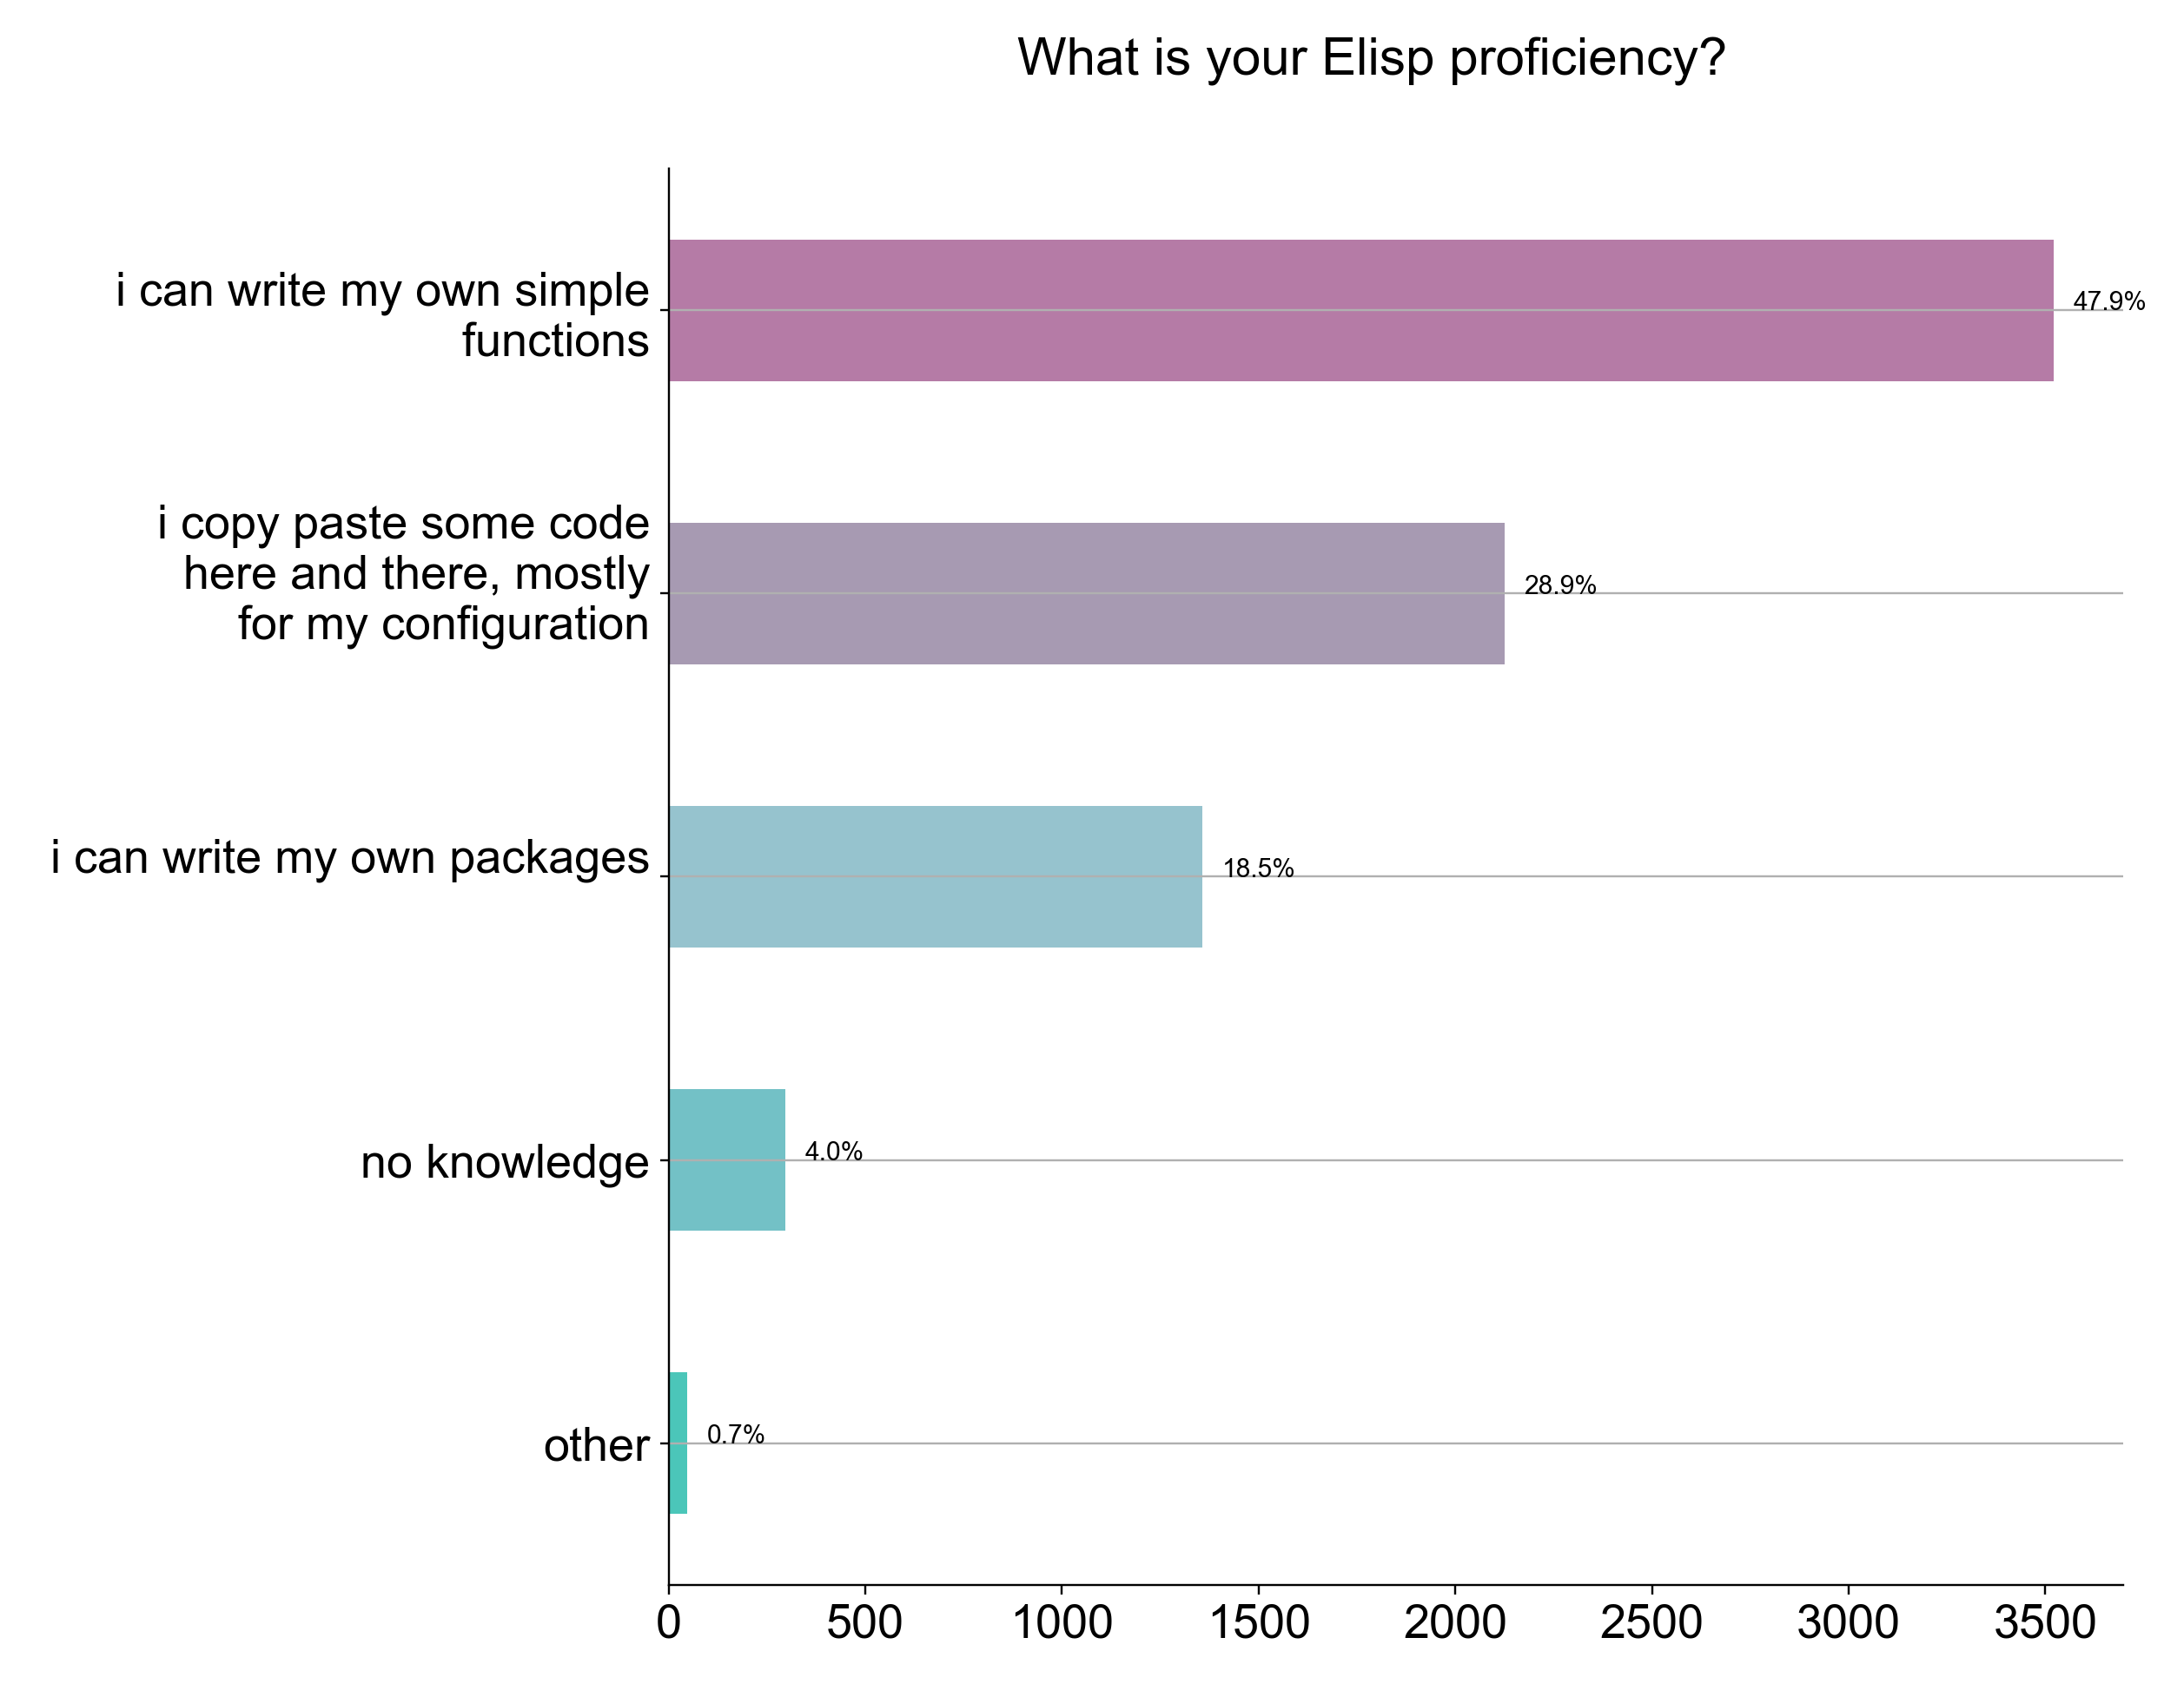 What is your Elisp proficiency?
i can write my own simple
functions
47.9%
i copy paste some code
here and there, mostly
for my configuration
28.9%
i can write my own packages
18.5%
no knowledge
4.0%
other
0.7%
0 500 1000 1500 2000 2500 3000 3500